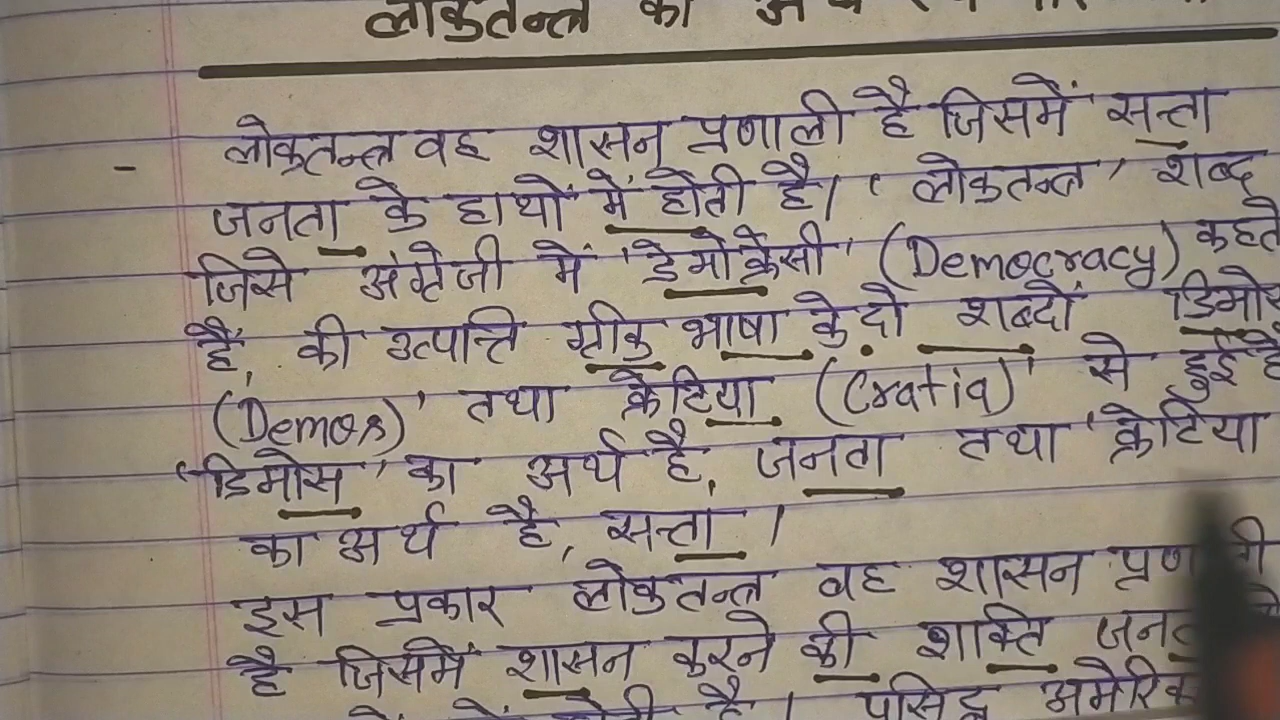 लोकतन्त्र का
लोकतन्त्र वह शासन प्रणाली है जिसमें सत्ता
जनता के हाथों में होती है। 'लोकतन्त्र' शब्द
जिसे अंग्रेजी में 'डेमोक्रेसी' (Democracy) कहते
हैं, की उत्पत्ति ग्रीक भाषा के दो शब्दों डिमोस
(Demos)' तथा क्रेटिया (Cratia)' से हुई है
'डिमोस' का अर्थ है, जनता तथा 'क्रेटिया
का अर्थ है, सत्ता।
इस प्रकार लोकतन्त्र वह शासन
है जिसमें शासन करने की शक्ति
है। प्रसिद्ध